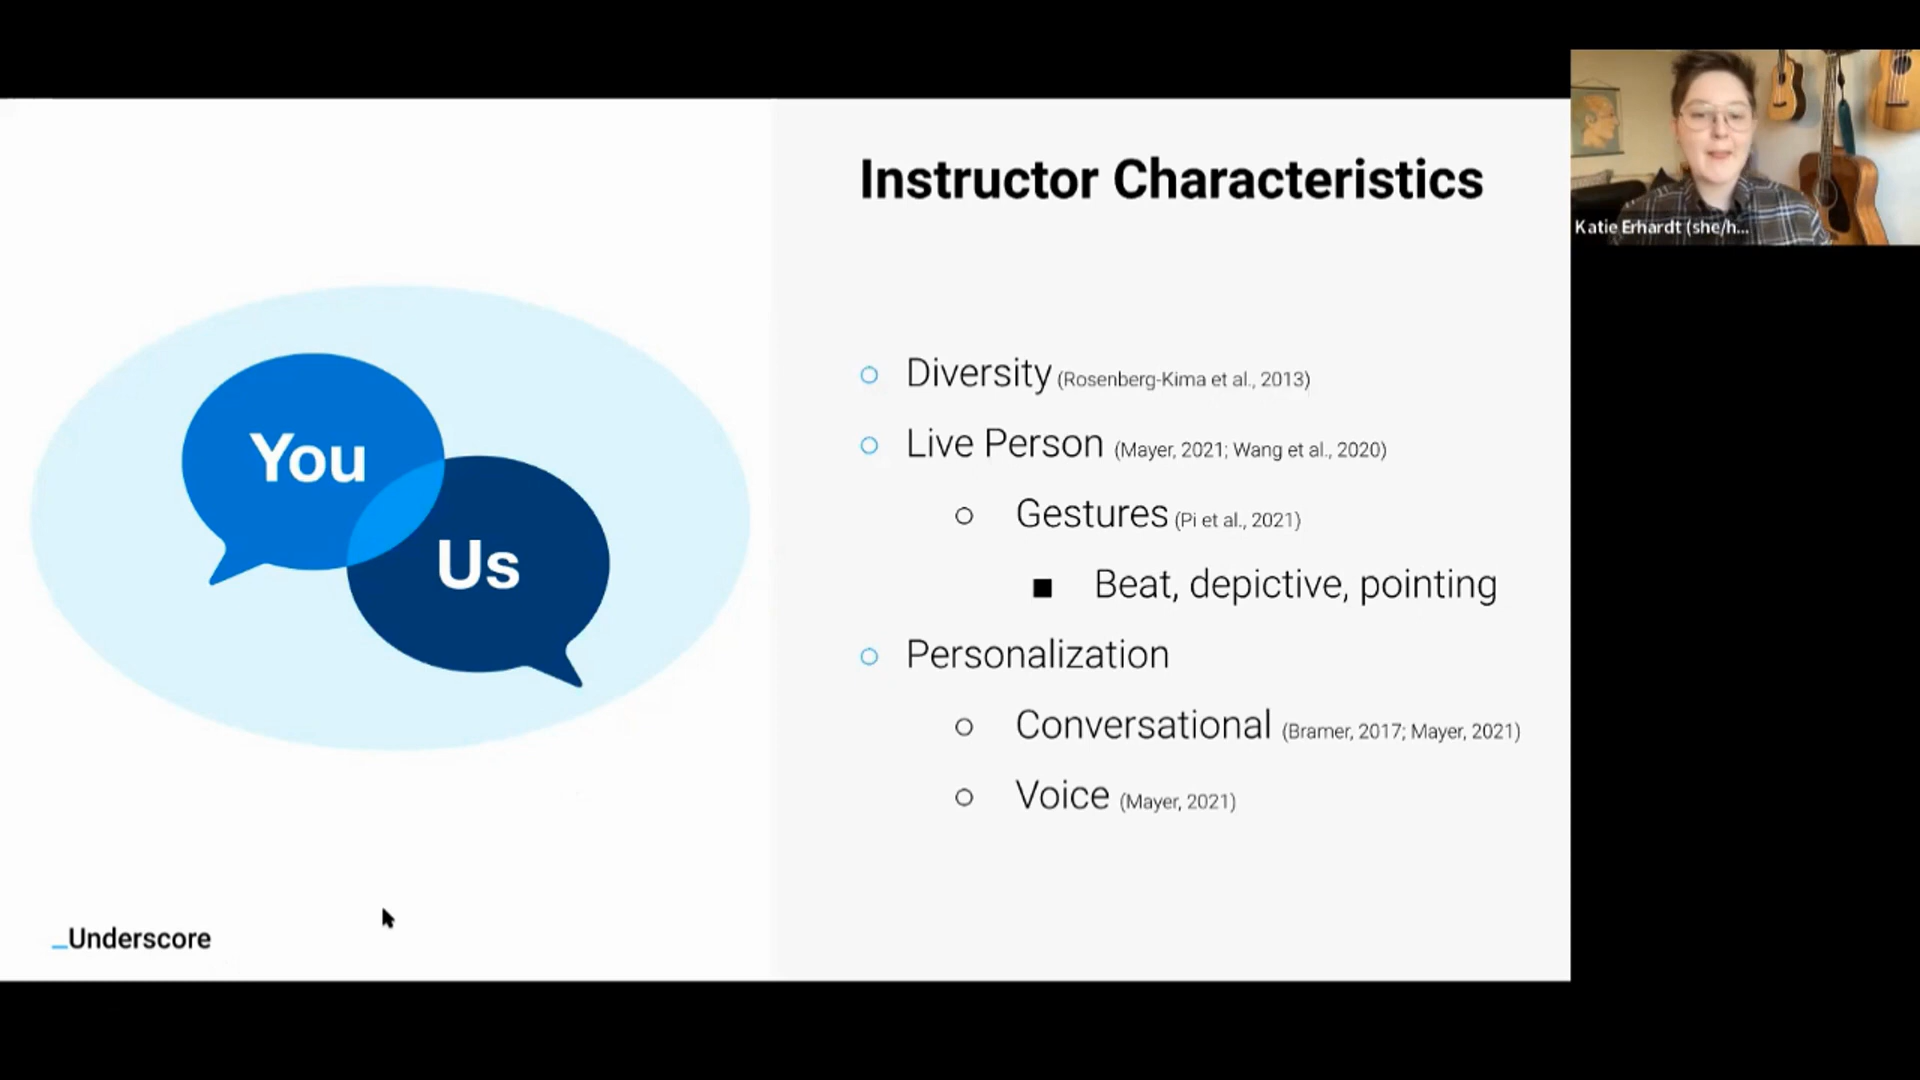 Instructor Characteristics
You
Us
Diversity (Rosenberg-Kima et al., 2013)
Live Person (Mayer, 2021; Wang et al., 2020)
Gestures (Pi et al., 2021)
Beat, depictive, pointing
Personalization
Conversational (Bramer, 2017; Mayer, 2021)
Voice (Mayer, 2021)
_Underscore
Katie Erhardt (she/h...